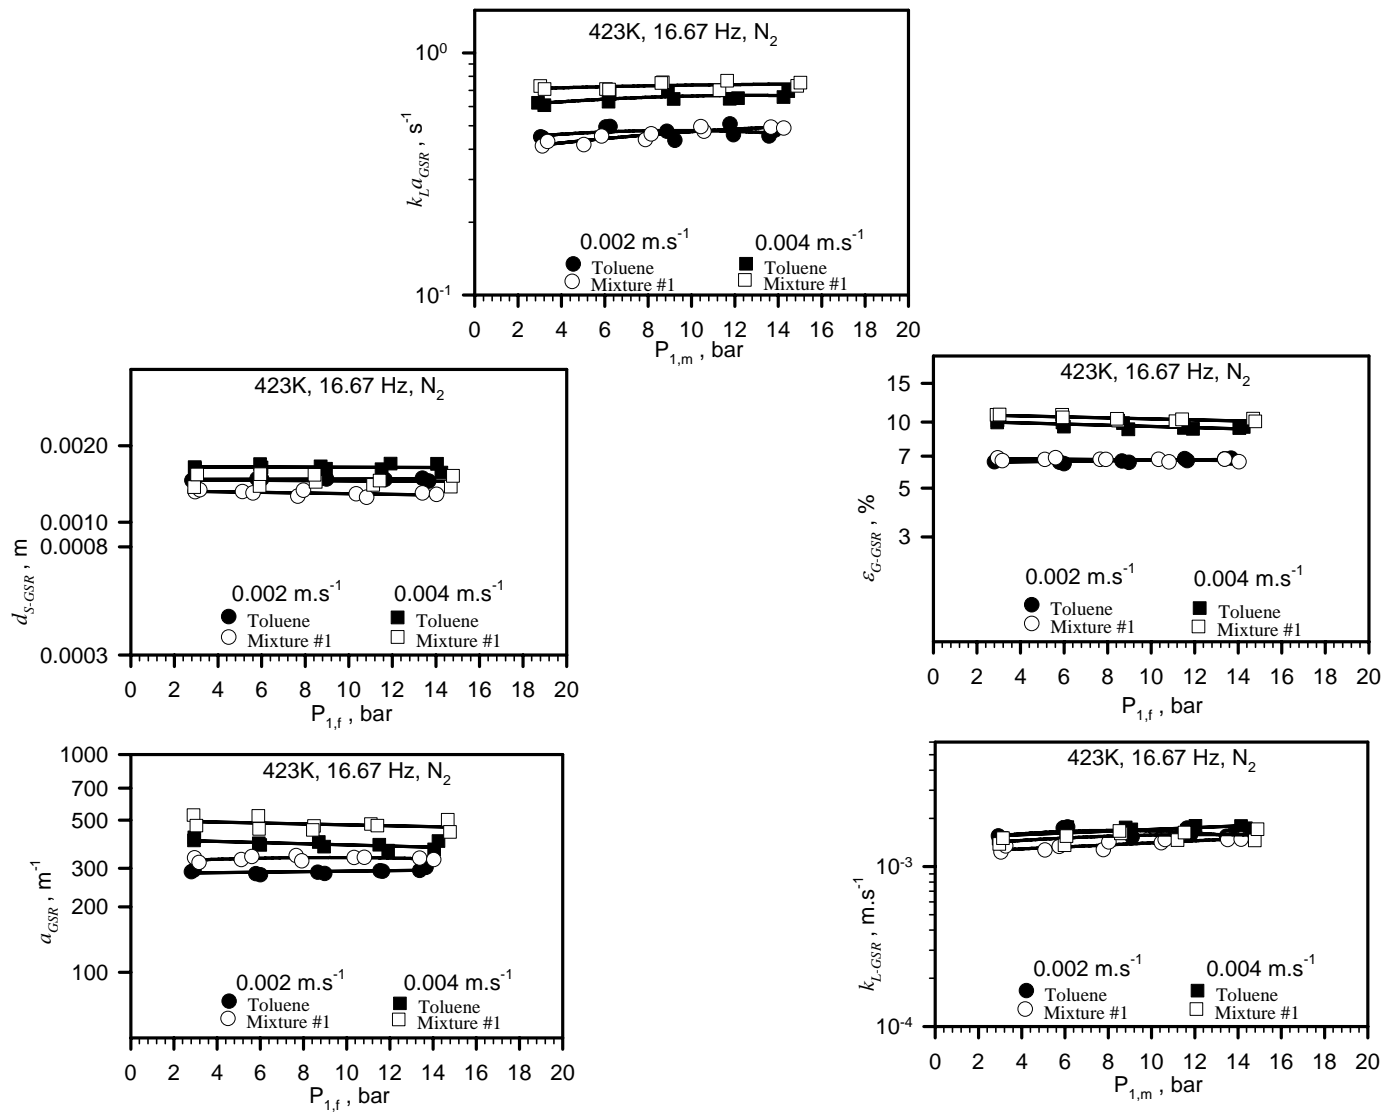 423K, 16.67 Hz, N₂
10⁰
10⁻¹
k_L a_GSR , s⁻¹
0.002 m.s⁻¹ 0.004 m.s⁻¹
Toluene Toluene
Mixture #1 Mixture #1
0 2 4 6 8 10 12 14 16 18 20
P₁,m , bar
423K, 16.67 Hz, N₂
0.0020
0.0010
0.0008
0.0003
d_S-GSR , m
0.002 m.s⁻¹ 0.004 m.s⁻¹
Toluene Toluene
Mixture #1 Mixture #1
0 2 4 6 8 10 12 14 16 18 20
P₁,f , bar
423K, 16.67 Hz, N₂
15
10
7
5
3
ε_G-GSR , %
0.002 m.s⁻¹ 0.004 m.s⁻¹
Toluene Toluene
Mixture #1 Mixture #1
0 2 4 6 8 10 12 14 16 18 20
P₁,f , bar
423K, 16.67 Hz, N₂
1000
700
500
300
200
100
a_GSR , m⁻¹
0.002 m.s⁻¹ 0.004 m.s⁻¹
Toluene Toluene
Mixture #1 Mixture #1
0 2 4 6 8 10 12 14 16 18 20
P₁,f , bar
423K, 16.67 Hz, N₂
10⁻³
10⁻⁴
k_L-GSR , m.s⁻¹
0.002 m.s⁻¹ 0.004 m.s⁻¹
Toluene Toluene
Mixture #1 Mixture #1
0 2 4 6 8 10 12 14 16 18 20
P₁,m , bar